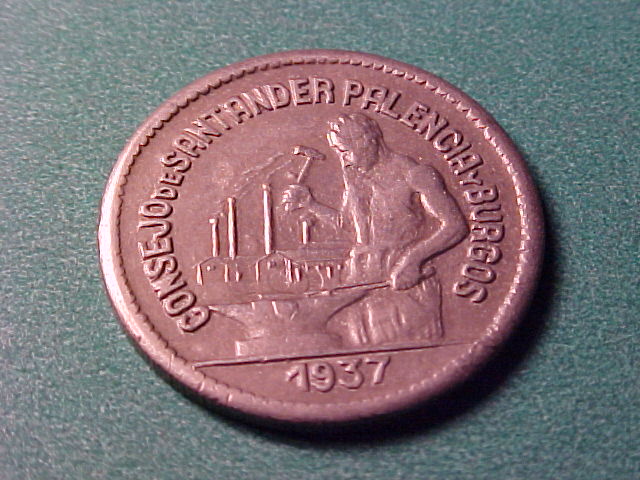 CONSEJO DE SANTANDER PALENCIA Y BURGOS
1937